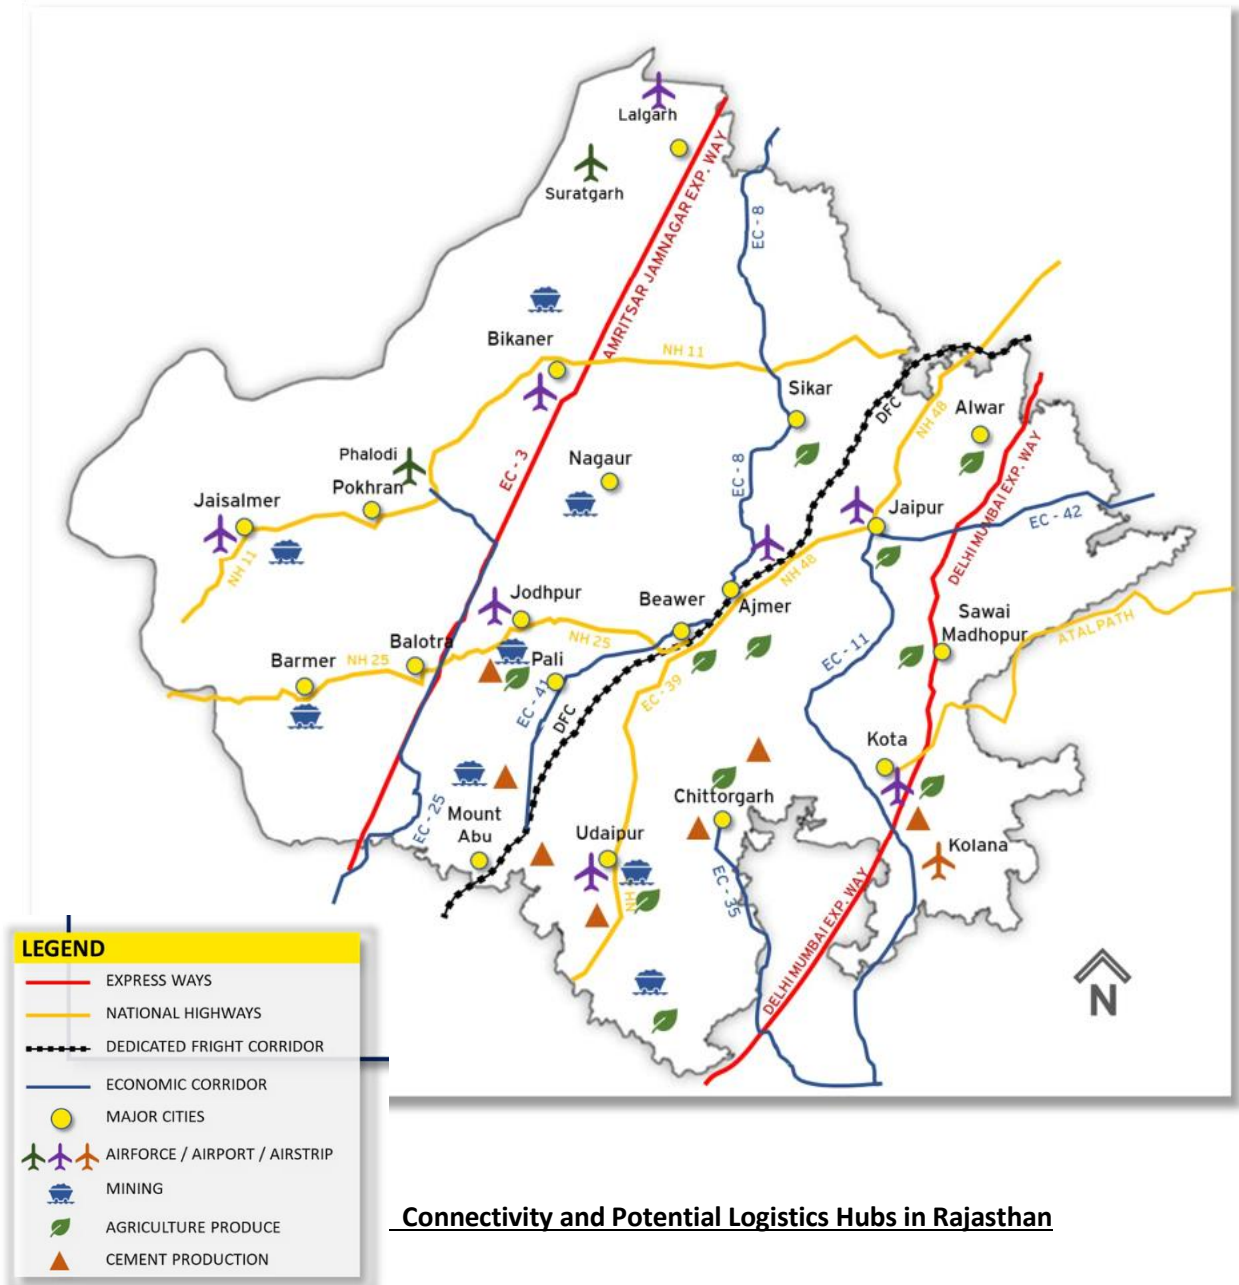 Lalgarh
Suratgarh
AMRITSAR JAMNAGAR EXP. WAY
EC - 8
Bikaner
NH 11
Sikar
DFC
NH 48
Alwar
Phalodi
Pokhran
Jaisalmer
NH 11
EC - 3
Nagaur
EC - 8
Jaipur
EC - 42
DELHI MUMBAI EXP. WAY
NH 48
Jodhpur
Beawer
Ajmer
Sawai
Madhopur
ATAL PATH
Balotra
NH 25
Barmer
NH 25
Pali
EC - 41
DFC
EC - 39
EC - 11
Kota
Chittorgarh
Mount
Abu
EC - 25
Udaipur
NH
EC - 35
Kolana
DELHI MUMBAI EXP. WAY
N
LEGEND
EXPRESS WAYS
NATIONAL HIGHWAYS
DEDICATED FRIGHT CORRIDOR
ECONOMIC CORRIDOR
MAJOR CITIES
AIRFORCE / AIRPORT / AIRSTRIP
MINING
AGRICULTURE PRODUCE
CEMENT PRODUCTION
Connectivity and Potential Logistics Hubs in Rajasthan